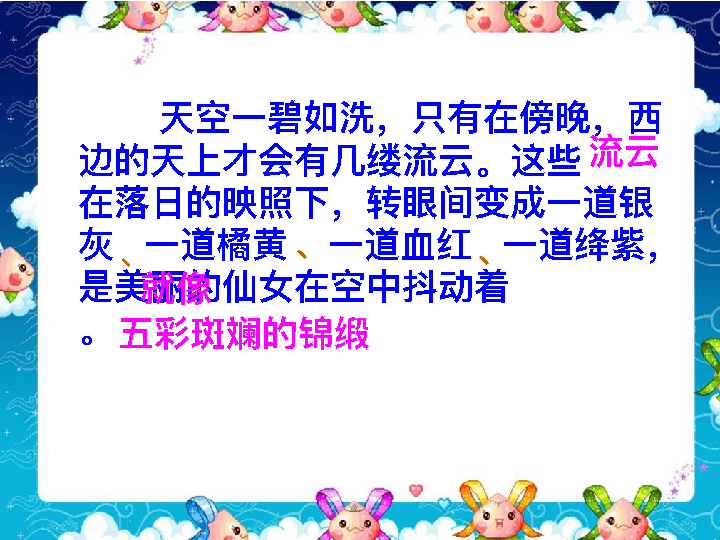 天空一碧如洗，只有在傍晚，西
边的天上才会有几缕流云。这些 流云
在落日的映照下，转眼间变成一道银
灰、一道橘黄、一道血红、一道绛紫，
就像
是美丽的仙女在空中抖动着
。五彩斑斓的锦缎